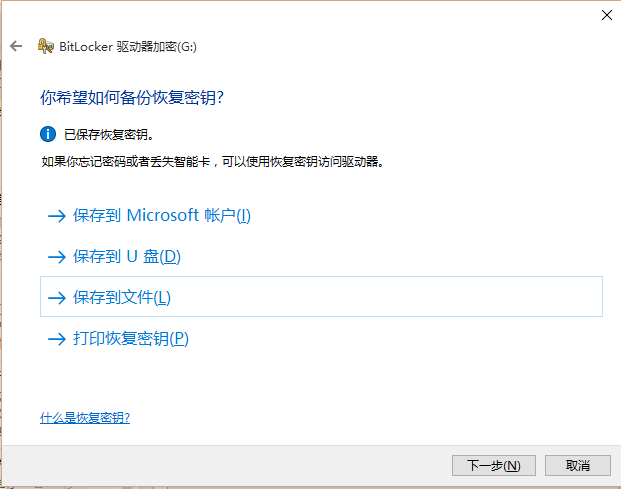 BitLocker 驱动器加密(G:)
你希望如何备份恢复密钥?
已保存恢复密钥。
如果你忘记密码或者丢失智能卡，可以使用恢复密钥访问驱动器。
保存到 Microsoft 帐户(I)
保存到 U 盘(D)
保存到文件(L)
打印恢复密钥(P)
什么是恢复密钥?
下一步(N) 取消